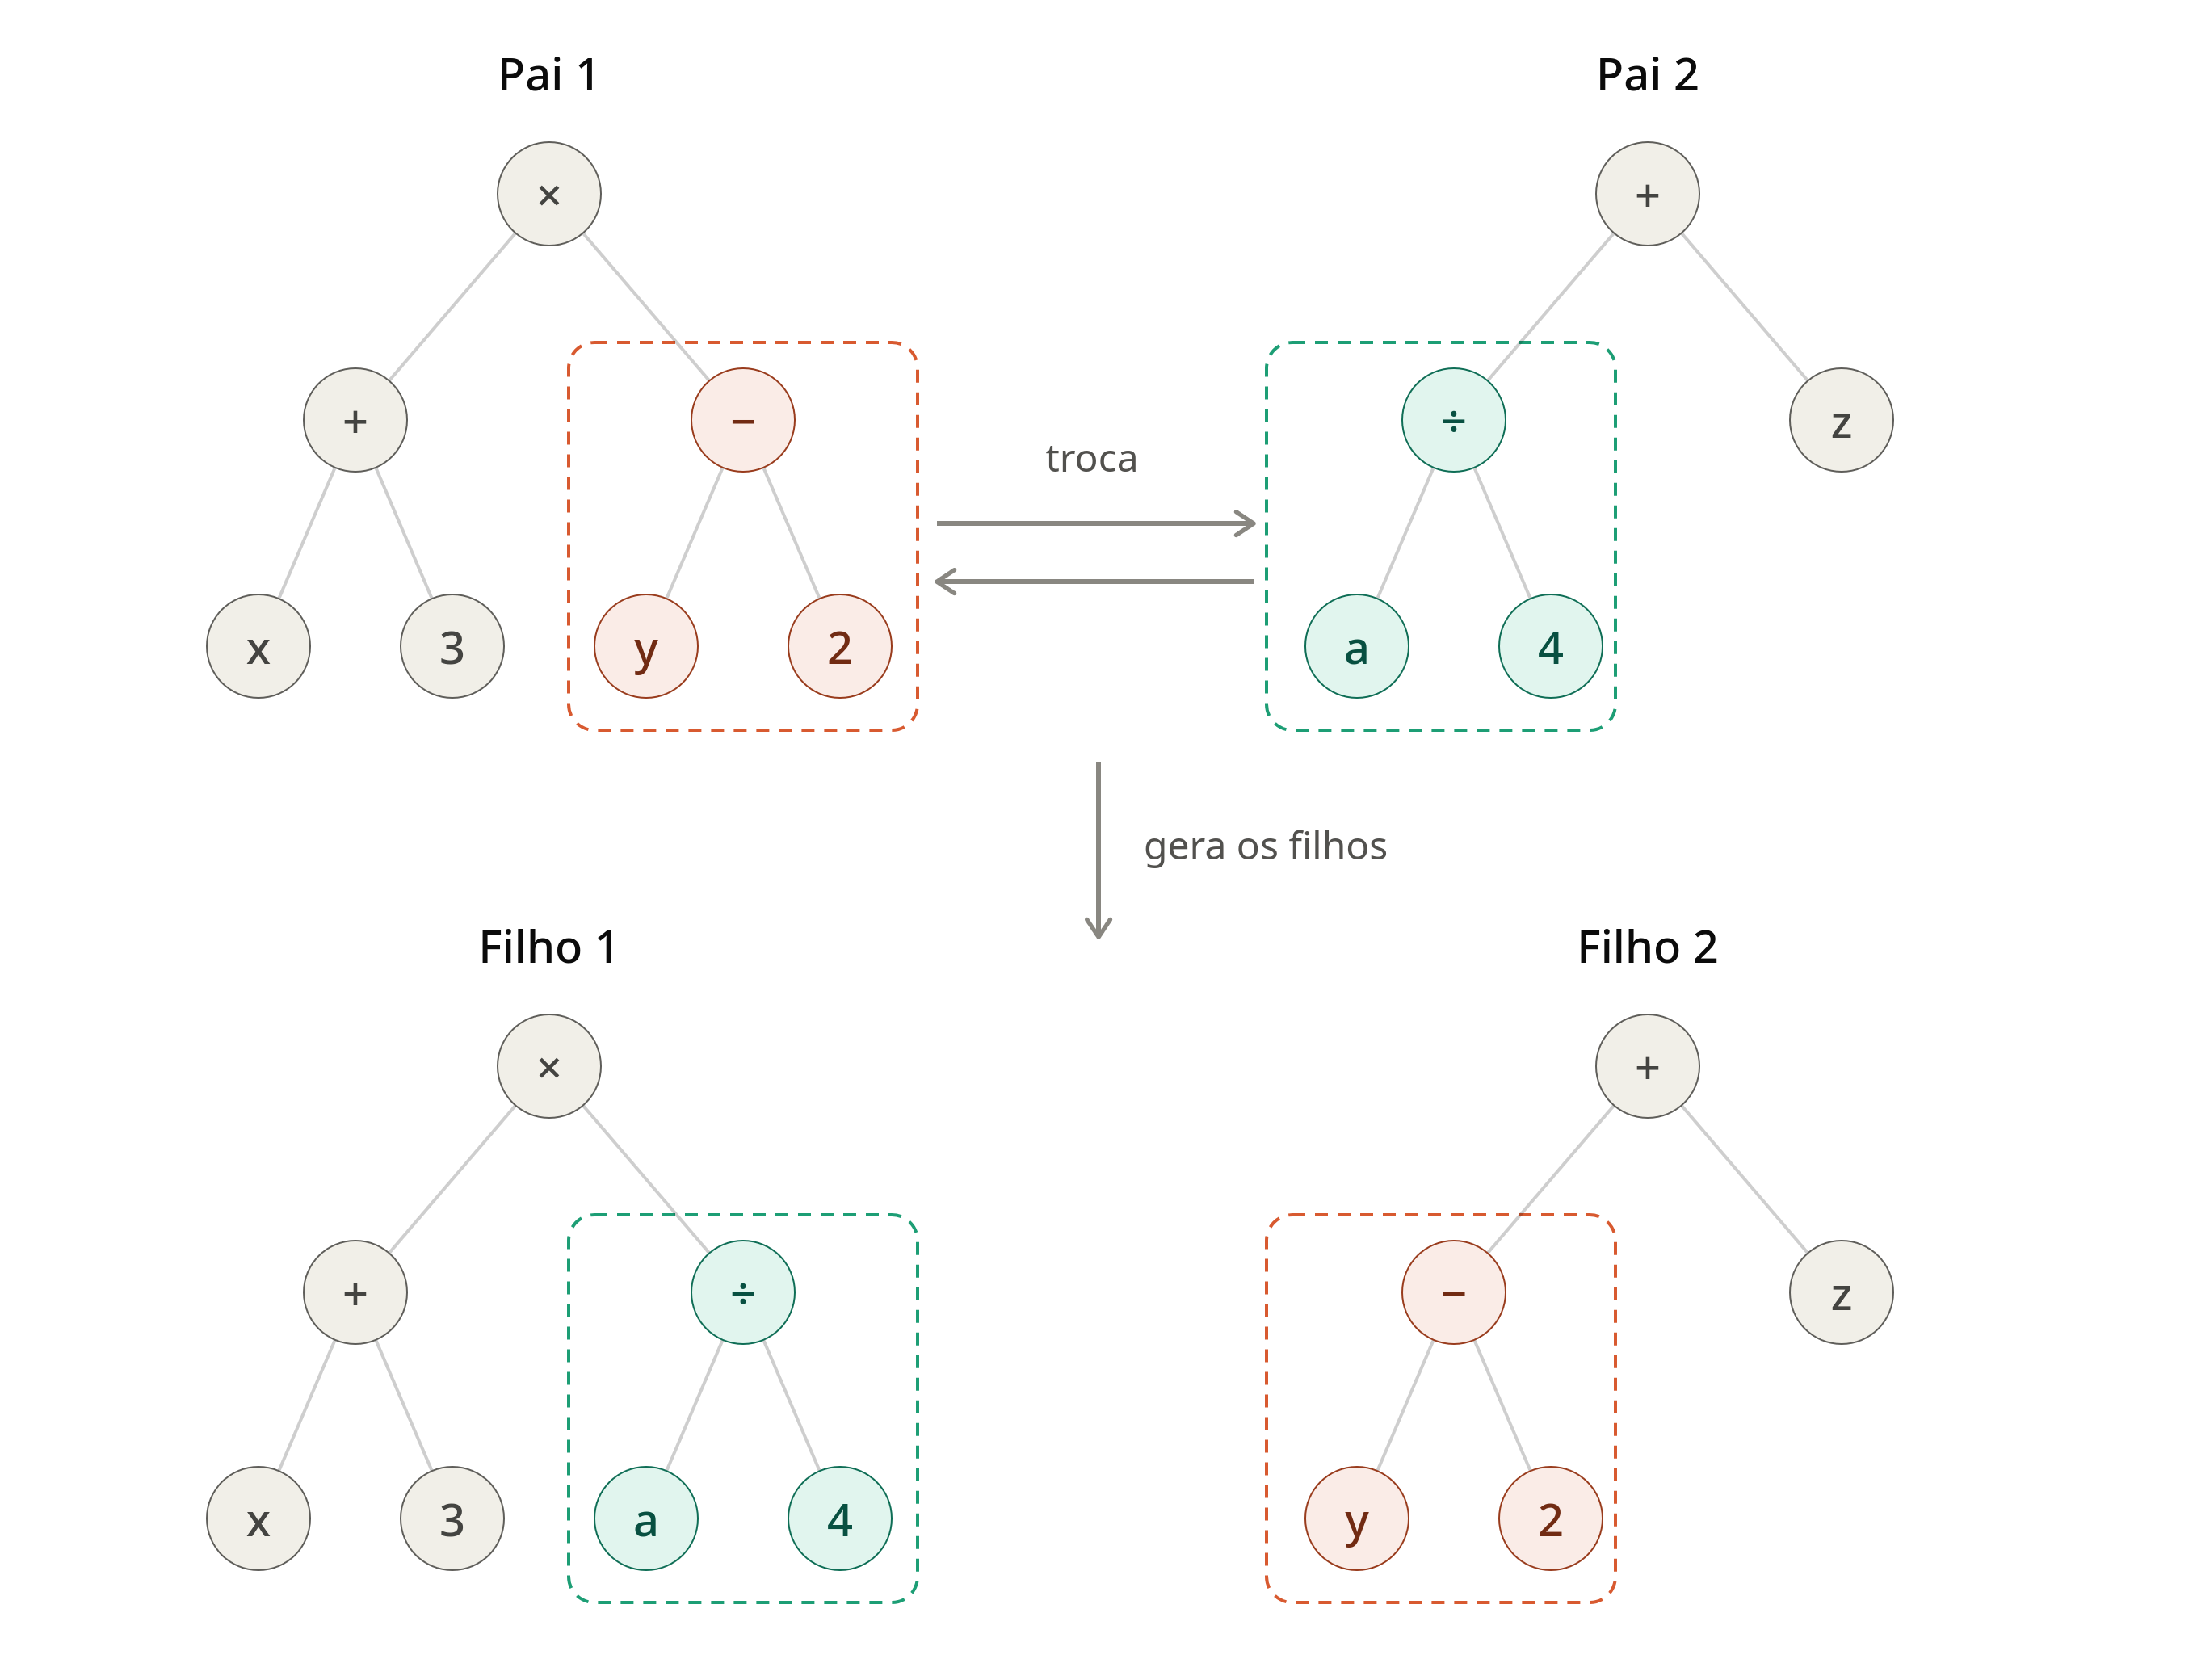 Pai 1
Pai 2
×
+
+
−
÷
z
troca
x
3
y
2
a
4
gera os filhos
Filho 1
Filho 2
×
+
+
÷
−
z
x
3
a
4
y
2